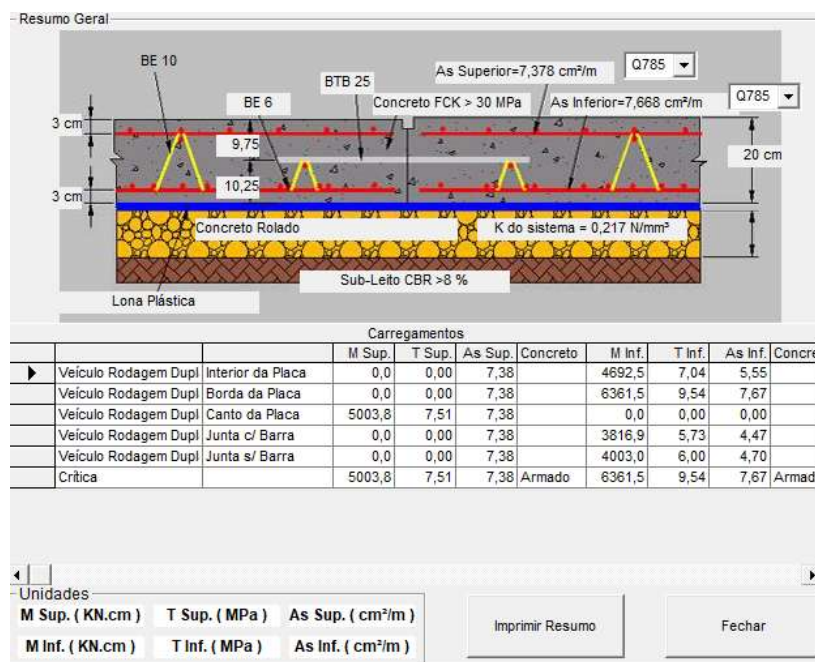 Resumo Geral
BE 10
BTB 25
As Superior=7,378 cm²/m
Q785
BE 6
Concreto FCK > 30 MPa
As Inferior=7,668 cm²/m
Q785
3 cm
9,75
20 cm
10,25
3 cm
Concreto Rolado
K do sistema = 0,217 N/mm³
Sub-Leito CBR >8 %
Lona Plástica
Carregamentos
M Sup. T Sup. As Sup. Concreto M Inf. T Inf. As Inf. Concre
Veículo Rodagem Dupl Interior da Placa 0,0 0,00 7,38 4692,5 7,04 5,55
Veículo Rodagem Dupl Borda da Placa 0,0 0,00 7,38 6361,5 9,54 7,67
Veículo Rodagem Dupl Canto da Placa 5003,8 7,51 7,38 0,0 0,00 0,00
Veículo Rodagem Dupl Junta c/ Barra 0,0 0,00 7,38 3816,9 5,73 4,47
Veículo Rodagem Dupl Junta s/ Barra 0,0 0,00 7,38 4003,0 6,00 4,70
Crítica 5003,8 7,51 7,38 Armado 6361,5 9,54 7,67 Armad
Unidades
M Sup. ( KN.cm ) T Sup. ( MPa ) As Sup. ( cm²/m )
M Inf. ( KN.cm ) T Inf. ( MPa ) As Inf. ( cm²/m )
Imprimir Resumo
Fechar